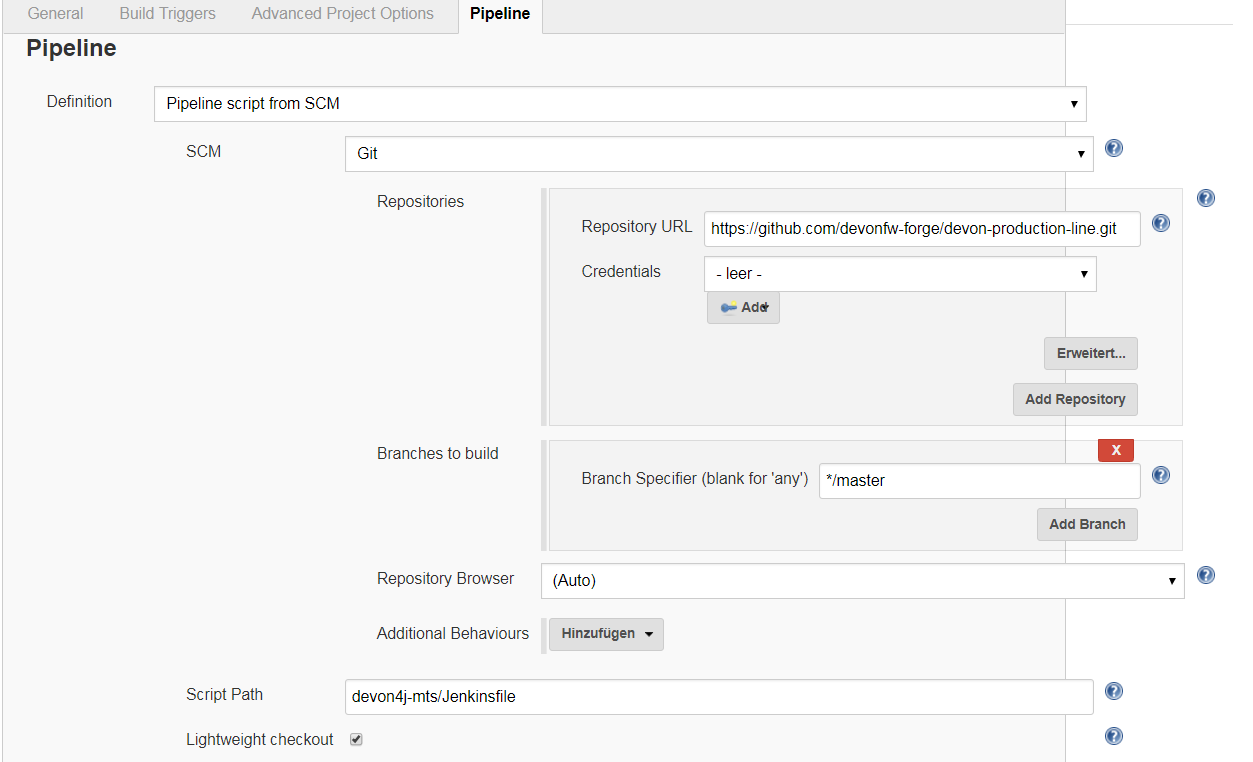 General Build Triggers Advanced Project Options Pipeline
Pipeline
Definition Pipeline script from SCM
SCM Git
Repositories
Repository URL https://github.com/devonfw-forge/devon-production-line.git
Credentials - leer -
Add
Erweitert...
Add Repository
Branches to build
X
Branch Specifier (blank for 'any') */master
Add Branch
Repository Browser (Auto)
Additional Behaviours Hinzufügen
Script Path devon4j-mts/Jenkinsfile
Lightweight checkout